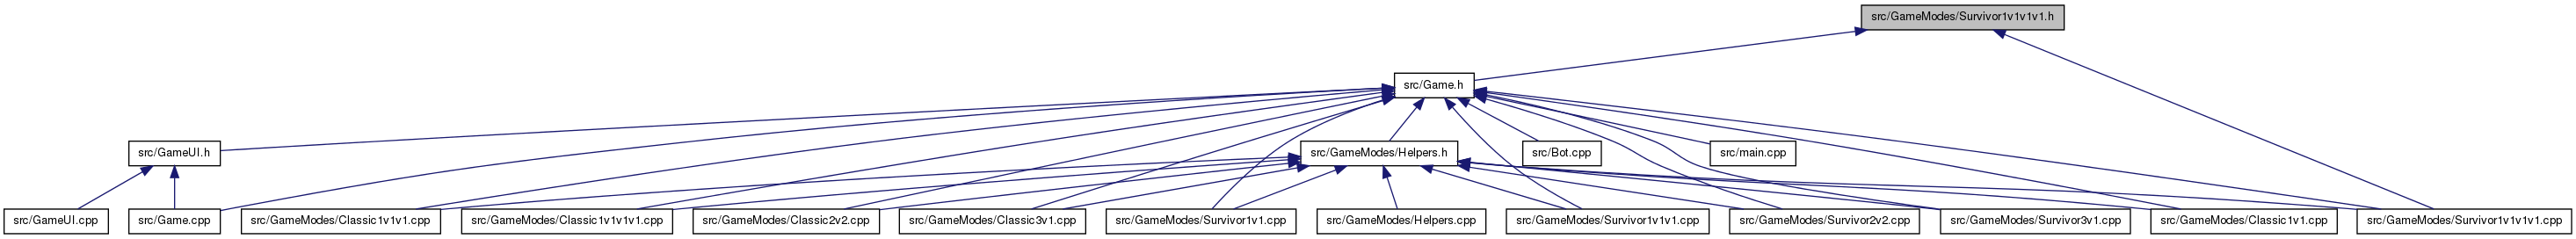 src/GameModes/Survivor1v1v1v1.h
src/Game.h
src/GameUI.h
src/GameModes/Helpers.h
src/Bot.cpp
src/main.cpp
src/GameUI.cpp
src/Game.cpp
src/GameModes/Classic1v1v1.cpp
src/GameModes/Classic1v1v1v1.cpp
src/GameModes/Classic2v2.cpp
src/GameModes/Classic3v1.cpp
src/GameModes/Survivor1v1.cpp
src/GameModes/Helpers.cpp
src/GameModes/Survivor1v1v1.cpp
src/GameModes/Survivor2v2.cpp
src/GameModes/Survivor3v1.cpp
src/GameModes/Classic1v1.cpp
src/GameModes/Survivor1v1v1v1.cpp